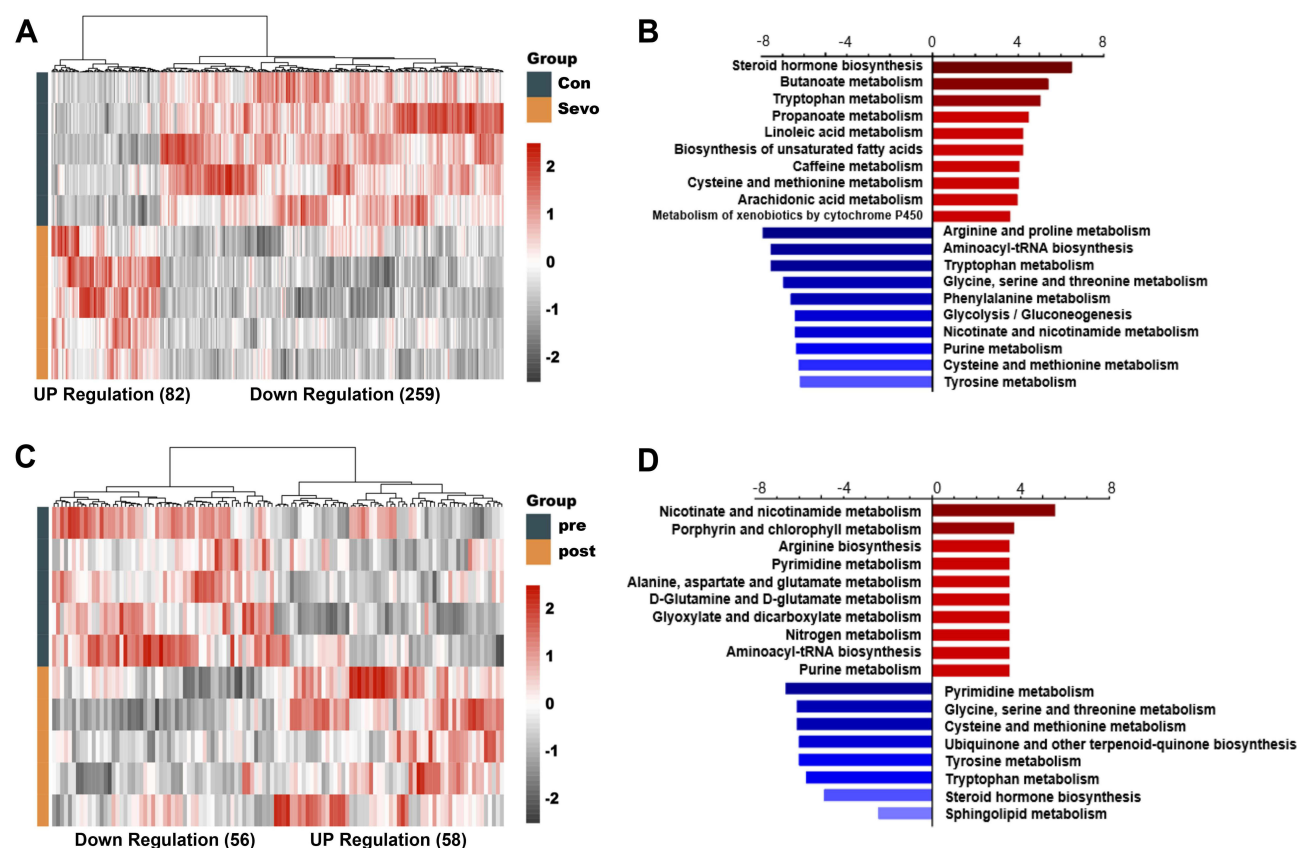 A
Group
Con
Sevo
2
1
0
-1
-2
UP Regulation (82)
Down Regulation (259)
B
-8
-4
0
4
8
Steroid hormone biosynthesis
Butanoate metabolism
Tryptophan metabolism
Propanoate metabolism
Linoleic acid metabolism
Biosynthesis of unsaturated fatty acids
Caffeine metabolism
Cysteine and methionine metabolism
Arachidonic acid metabolism
Metabolism of xenobiotics by cytochrome P450
Arginine and proline metabolism
Aminoacyl-tRNA biosynthesis
Tryptophan metabolism
Glycine, serine and threonine metabolism
Phenylalanine metabolism
Glycolysis / Gluconeogenesis
Nicotinate and nicotinamide metabolism
Purine metabolism
Cysteine and methionine metabolism
Tyrosine metabolism
C
Group
pre
post
2
1
0
-1
-2
Down Regulation (56)
UP Regulation (58)
D
-8
-4
0
4
8
Nicotinate and nicotinamide metabolism
Porphyrin and chlorophyll metabolism
Arginine biosynthesis
Pyrimidine metabolism
Alanine, aspartate and glutamate metabolism
D-Glutamine and D-glutamate metabolism
Glyoxylate and dicarboxylate metabolism
Nitrogen metabolism
Aminoacyl-tRNA biosynthesis
Purine metabolism
Pyrimidine metabolism
Glycine, serine and threonine metabolism
Cysteine and methionine metabolism
Ubiquinone and other terpenoid-quinone biosynthesis
Tyrosine metabolism
Tryptophan metabolism
Steroid hormone biosynthesis
Sphingolipid metabolism